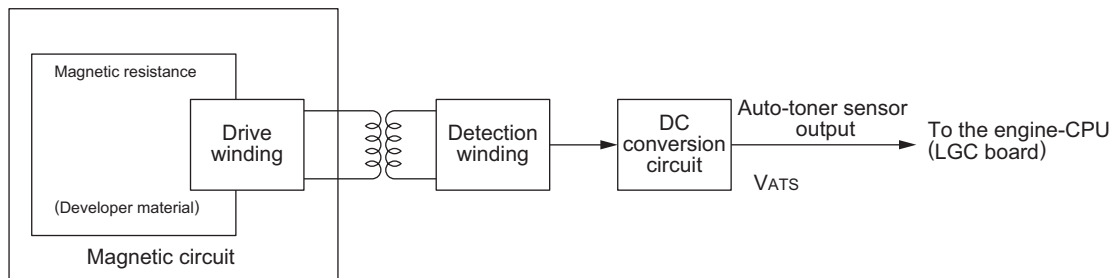 Magnetic resistance
(Developer material)
Magnetic circuit
Drive
winding
Detection
winding
DC
conversion
circuit
Auto-toner sensor
output
VATS
To the engine-CPU
(LGC board)